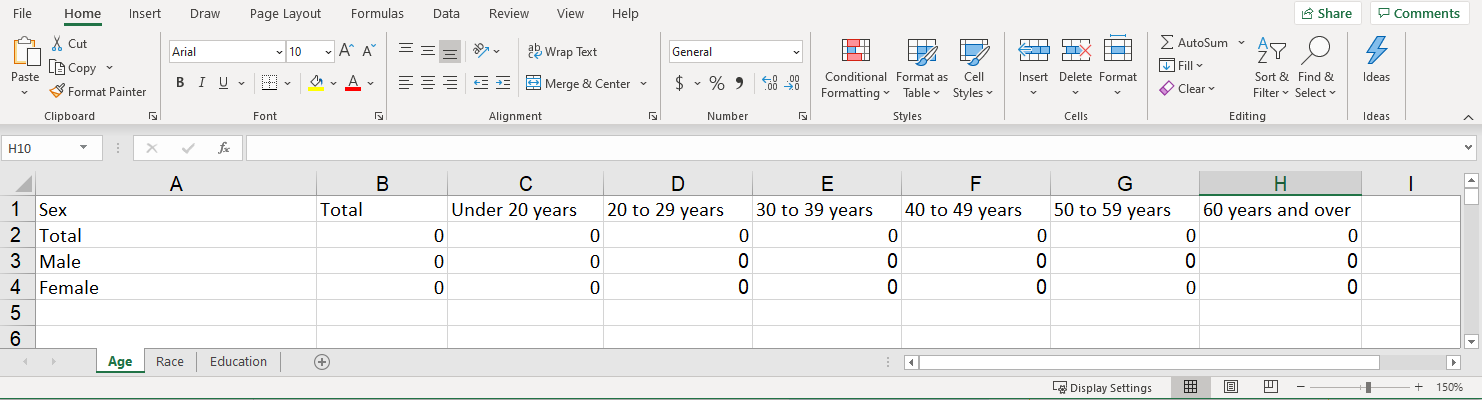 File Home Insert Draw Page Layout Formulas Data Review View Help Share Comments
Cut
Copy
Format Painter
Paste
Clipboard
Arial 10 A A
B I U A
Font
ab Wrap Text
Merge & Center
Alignment
General
$ % 9 .00 .00
Number
Conditional Formatting
Format as Table
Cell Styles
Styles
Insert Delete Format
Cells
AutoSum
Fill
Clear
Sort & Filter
Find & Select
Editing
Ideas
Ideas
H10 fx
A B C D E F G H I
1 Sex Total Under 20 years 20 to 29 years 30 to 39 years 40 to 49 years 50 to 59 years 60 years and over
2 Total 0 0 0 0 0 0 0
3 Male 0 0 0 0 0 0 0
4 Female 0 0 0 0 0 0 0
5
6
Age Race Education
Display Settings 150%